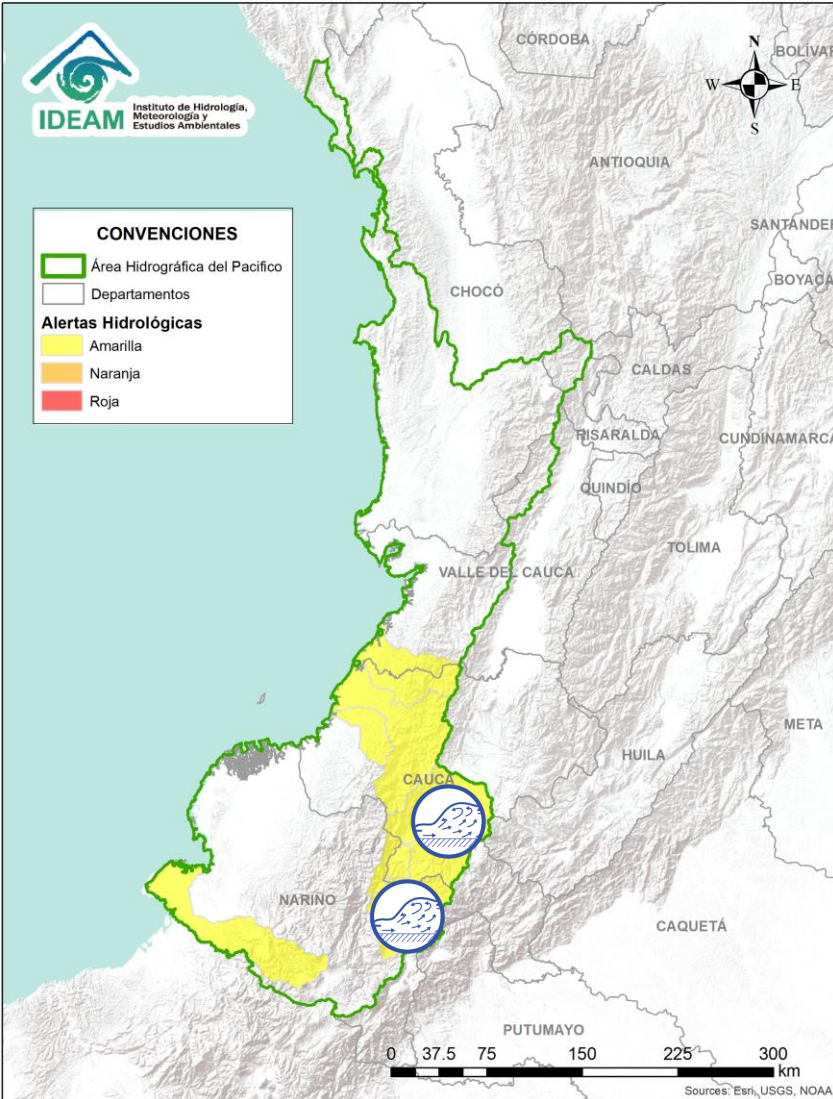 IDEAM
Instituto de Hidrología,
Meteorología y
Estudios Ambientales
CÓRDOBA
BOLÍVAR
N
W
E
S
ANTIOQUIA
SANTANDER
BOYACÁ
CONVENCIONES
Área Hidrográfica del Pacifico
Departamentos
Alertas Hidrológicas
Amarilla
Naranja
Roja
CHOCÓ
CALDAS
RISARALDA
CUNDINAMARCA
QUINDÍO
TOLIMA
VALLE DEL CAUCA
META
HUILA
CAUCA
NARIÑO
CAQUETÁ
PUTUMAYO
0 37.5 75 150 225 300
km
Sources: Esri, USGS, NOAA